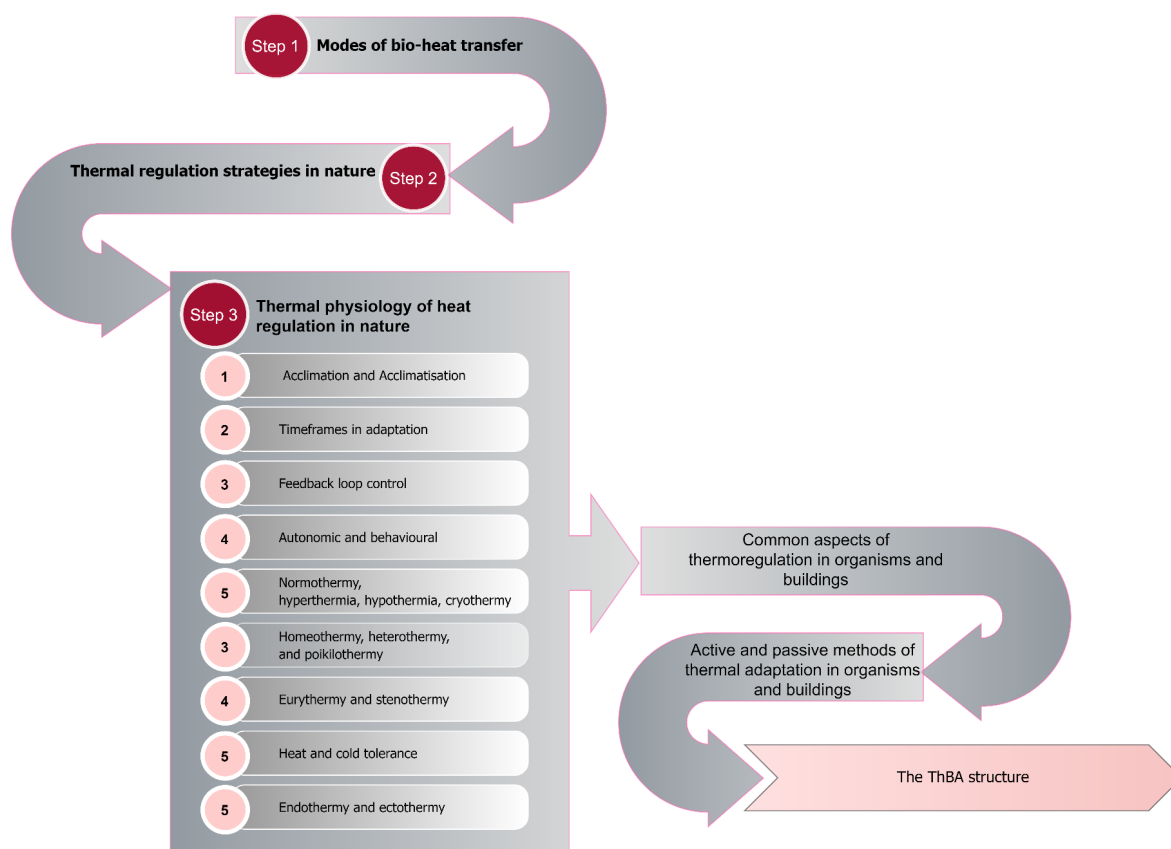 Step 1
Modes of bio-heat transfer
Thermal regulation strategies in nature
Step 2
Step 3
Thermal physiology of heat
regulation in nature
1
Acclimation and Acclimatisation
2
Timeframes in adaptation
3
Feedback loop control
4
Autonomic and behavioural
5
Normothermy,
hyperthermia, hypothermia, cryothermy
3
Homeothermy, heterothermy,
and poikilothermy
4
Eurythermy and stenothermy
5
Heat and cold tolerance
5
Endothermy and ectothermy
Common aspects of
thermoregulation in organisms and
buildings
Active and passive methods of
thermal adaptation in organisms
and buildings
The ThBA structure